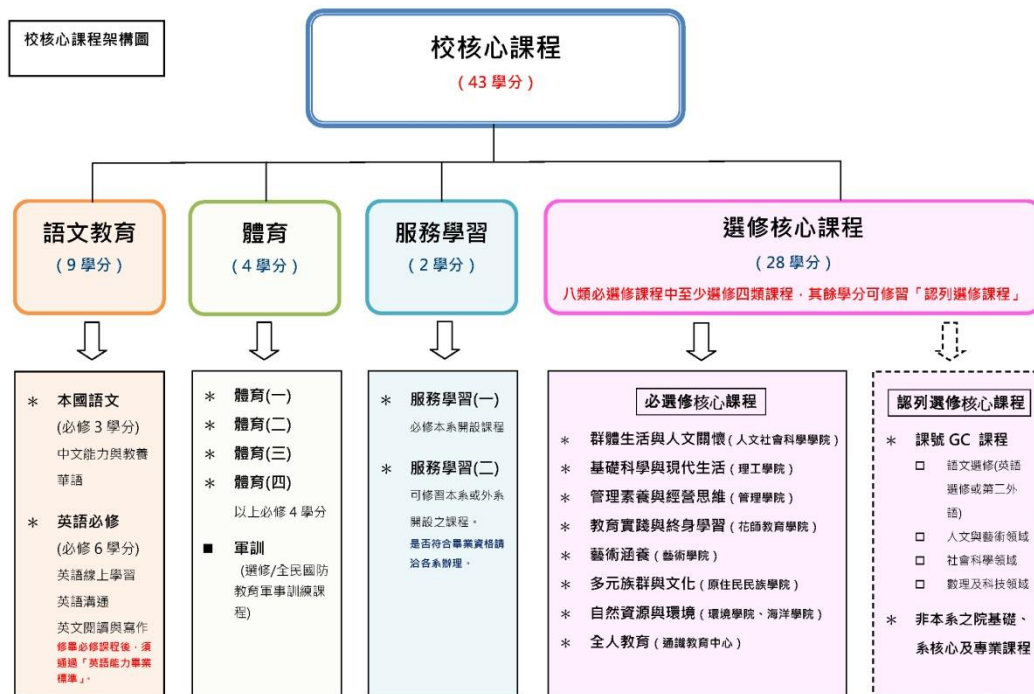 校核心課程架構圖
校核心課程
(43 學分)
語文教育
(9 學分)
體育
(4 學分)
服務學習
(2 學分)
選修核心課程
(28 學分)
八類必選修課程中至少選修四類課程,其餘學分可修習「認列選修課程」
＊ 本國語文
(必修 3 學分)
中文能力與教養
華語
＊ 英語必修
(必修 6 學分)
英語線上學習
英語溝通
英文閱讀與寫作
修畢必修課程後,須
通過「英語能力畢業
標準」。
＊ 體育(一)
＊ 體育(二)
＊ 體育(三)
＊ 體育(四)
以上必修 4 學分
■ 軍訓
(選修/全民國防
教育軍事訓練課
程)
＊ 服務學習(一)
必修本系開設課程
＊ 服務學習(二)
可修習本系或外系
開設之課程。
是否符合畢業資格請
洽各系辦理。
必選修核心課程
＊ 群體生活與人文關懷(人文社會科學學院)
＊ 基礎科學與現代生活(理工學院)
＊ 管理素養與經營思維(管理學院)
＊ 教育實踐與終身學習(花師教育學院)
＊ 藝術涵養(藝術學院)
＊ 多元族群與文化(原住民民族學院)
＊ 自然資源與環境(環境學院、海洋學院)
＊ 全人教育(通識教育中心)
認列選修核心課程
＊ 課號 GC 課程
□ 語文選修(英語
選修或第二外
語)
□ 人文與藝術領域
□ 社會科學領域
□ 數理及科技領域
＊ 非本系之院基礎、
系核心及專業課程